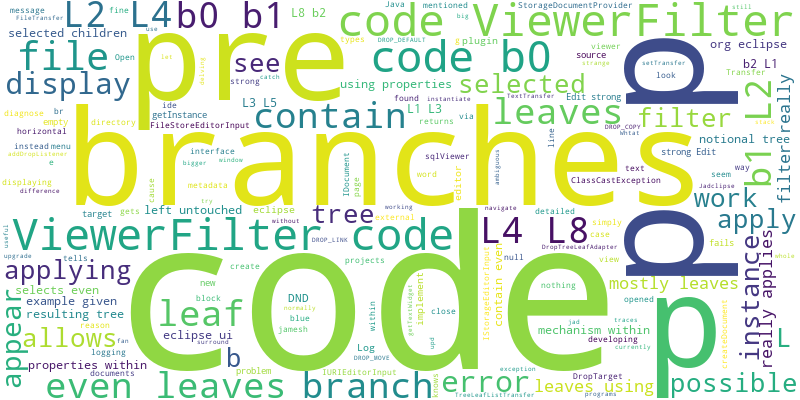 message
use
fine
L2 L4
b0 b1
L8 b2
Java
mentioned
big
StorageDocumentProvider
still
FileTransfer
selected children
Open
DROP_DEFAULT
types
g
plugin
code ViewerFilter
file
pre
see
code b0
source
viewer
strange
setTransfer
Transfer
look
org eclipse
b2 L1
display
strong
catch
lot
using properties
selected
Edit strong
L2
L3 L5
contain
L1 L3
found
instantiate
TextTransfer
leaves
filter
p
diagnose
br
ide
getInstance
empty
directory
FileStoreEditorInput
returns
via
DROP_COPY
Whtat
notional tree
filter really
horizontal
instead
menu
addDropListener
e
interface
bigger
window
branches
sqlViewer
line
text
strong Edit
way
b1
displaying
difference
metadata
try
cause
IDocument
page
word
editor
ambiguous
ClassCastException
seem
Jadclipse
work
target
gets
left untouched
eclipse
without
tree
working
external
navigate
detailed
simply
case
apply
useful
upgrade
ViewerFilter code
DROP_LINK
L4 L8
DropTreeLeafAdapter
fails
view
p
instance
really applies
applying
tells
projects
create
null
mostly leaves
selects even
new
DND
normally
jamesh
implement
getTextWidget
close
contain even
IStorageEditorInput
nothing
opened
createDocument
whole
example given
resulting tree
reason
leaf
block
blue
within
code
upd
jad
traces
mechanism within
currently
p
L
appear
allows
fan
logging
eclipse ui
surround
Log
DROP_MOVE
knows
developing
properties within
documents
b
problem
IURIEditorInput
error
DropTarget
exception
even leaves
branch
TreeLeafListTransfer
programs
leaves using
possible